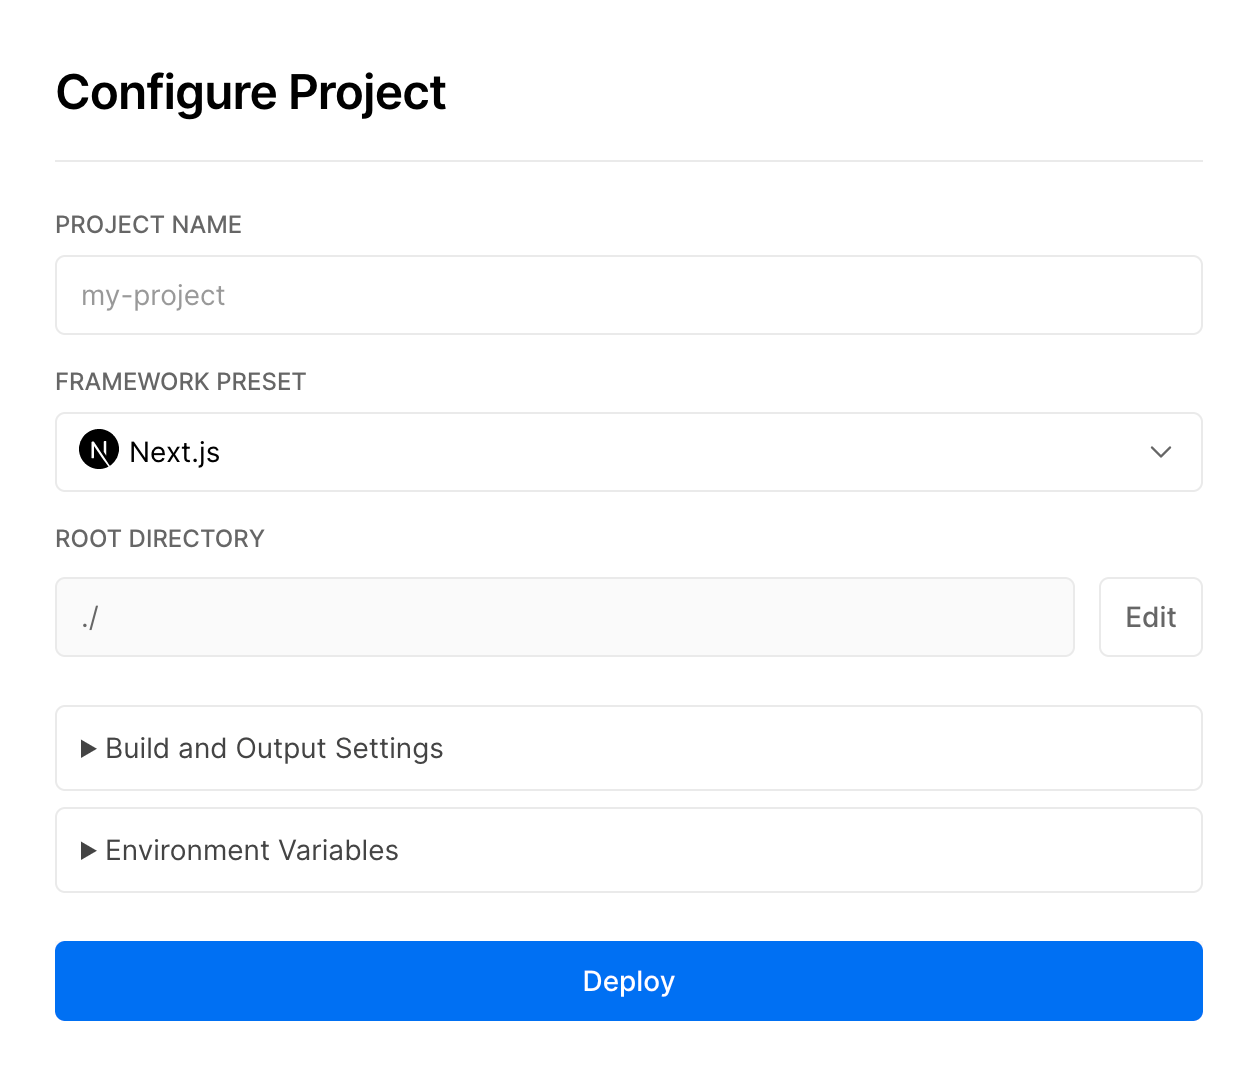 Configure Project
PROJECT NAME
my-project
FRAMEWORK PRESET
N Next.js
ROOT DIRECTORY
./
Edit
Build and Output Settings
Environment Variables
Deploy